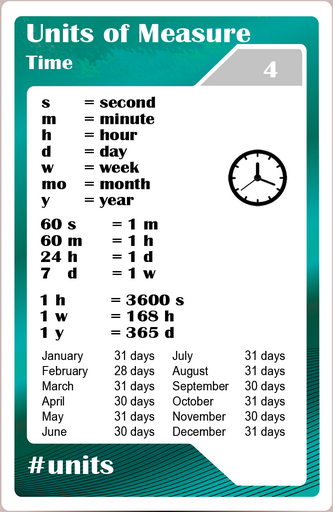 Units of Measure
Time
4
s = second
m = minute
h = hour
d = day
w = week
mo = month
y = year
60 s = 1 m
60 m = 1 h
24 h = 1 d
7 d = 1 w
1 h = 3600 s
1 w = 168 h
1 y = 365 d
January 31 days July 31 days
February 28 days August 31 days
March 31 days September 30 days
April 30 days October 31 days
May 31 days November 30 days
June 30 days December 31 days
#units